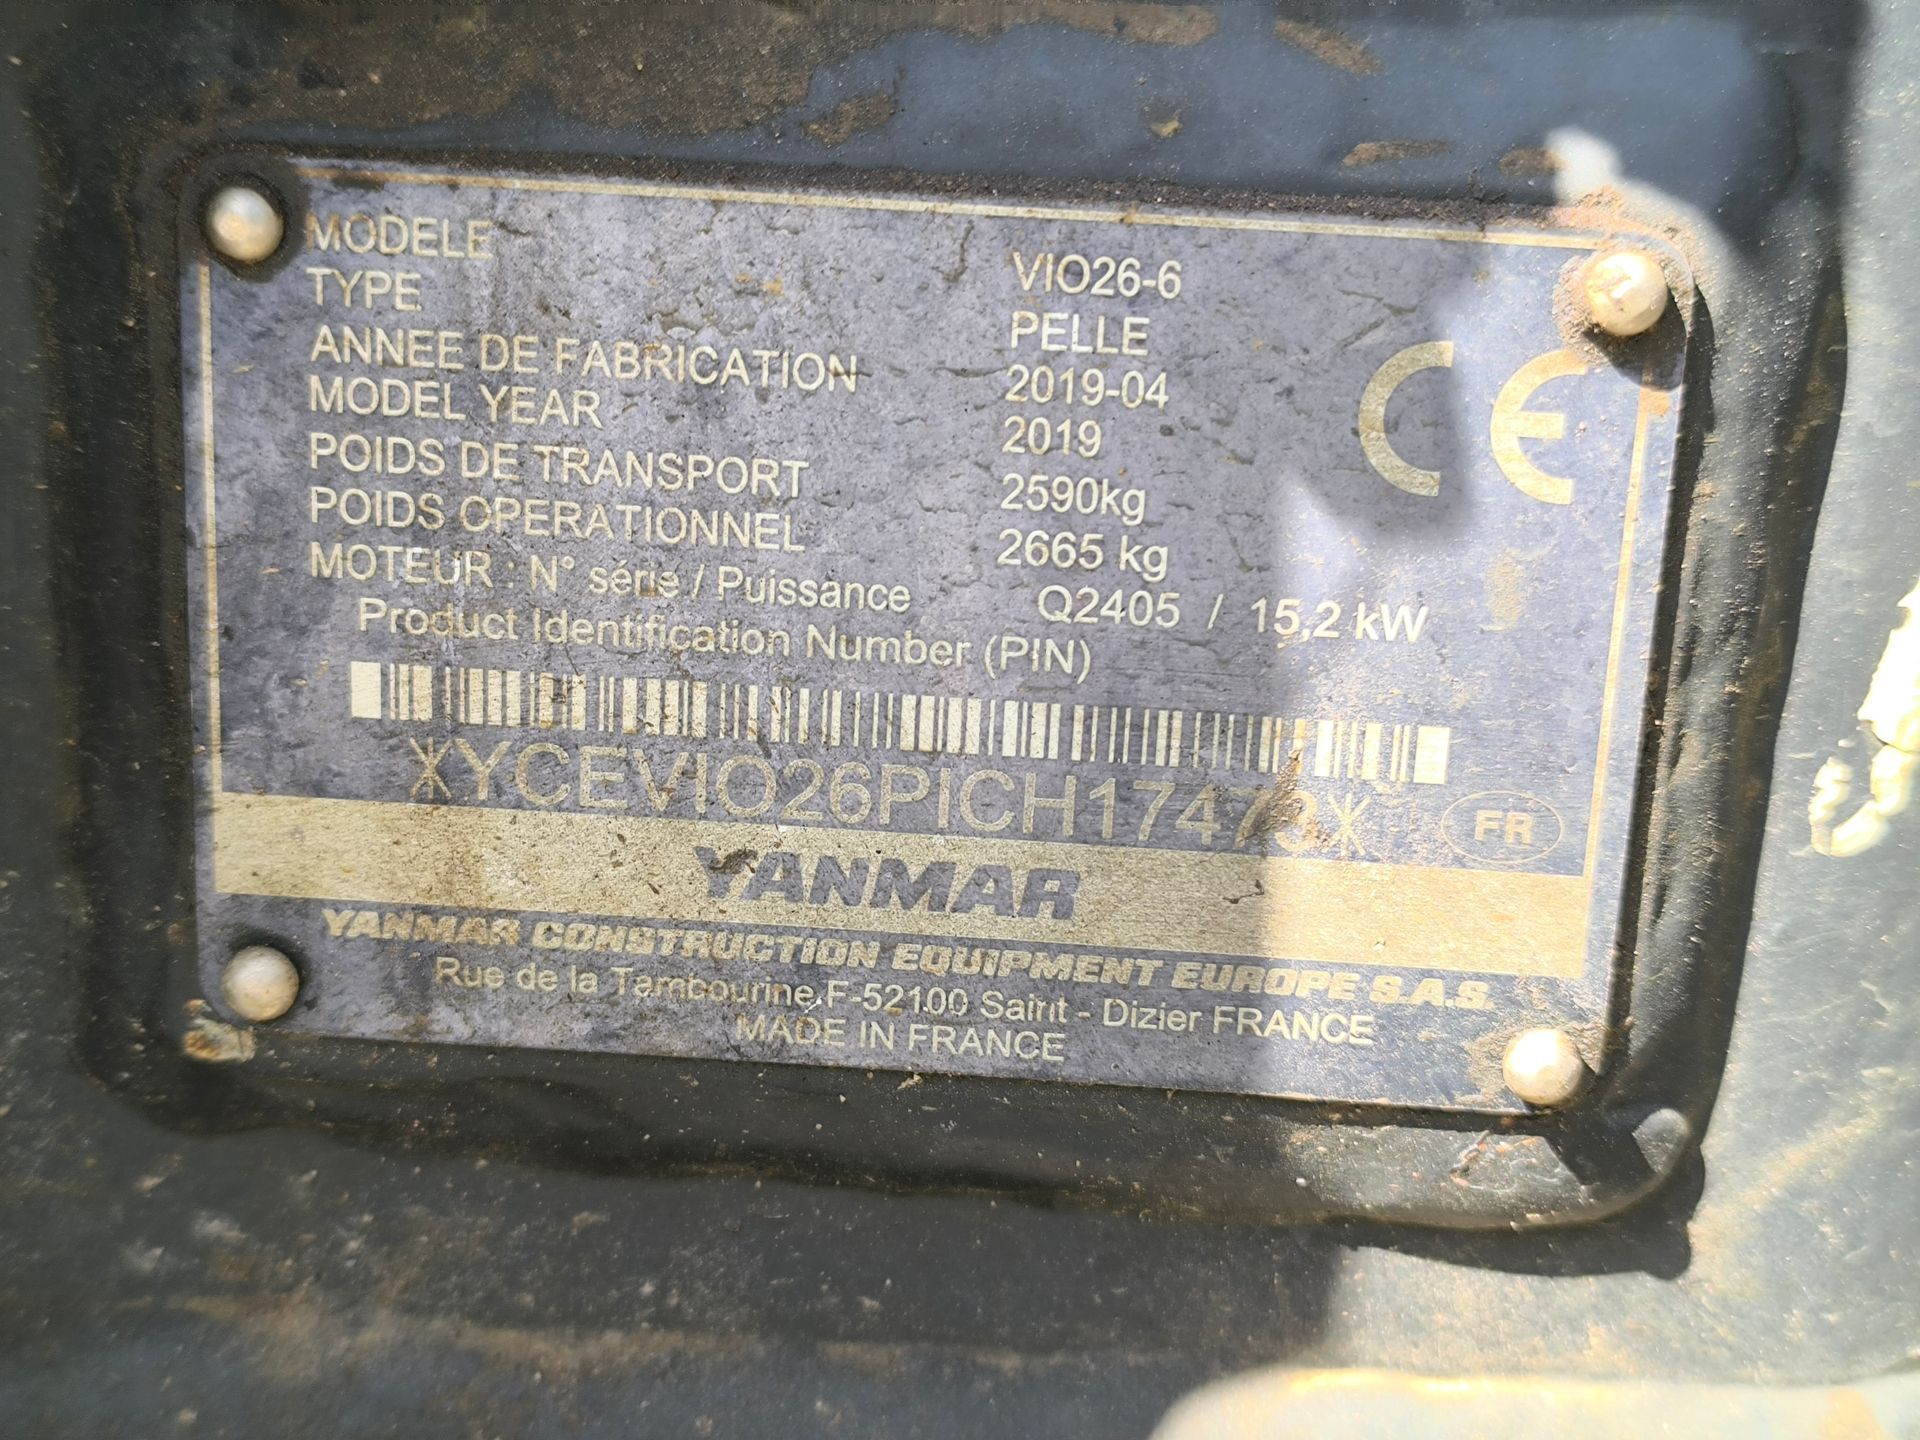 MODELE VIO26-6
TYPE PELLE
ANNEE DE FABRICATION 2019-04
MODEL YEAR 2019
POIDS DE TRANSPORT 2590kg
POIDS OPERATIONNEL 2665 kg
MOTEUR : N° série / Puissance Q2405 / 15,2 kW
Product Identification Number (PIN)
*YCEVIO26PICH17473*
FR
YANMAR
YANMAR CONSTRUCTION EQUIPMENT EUROPE S.A.S.
Rue de la Tambourine,F-52100 Saint - Dizier FRANCE
MADE IN FRANCE
CE